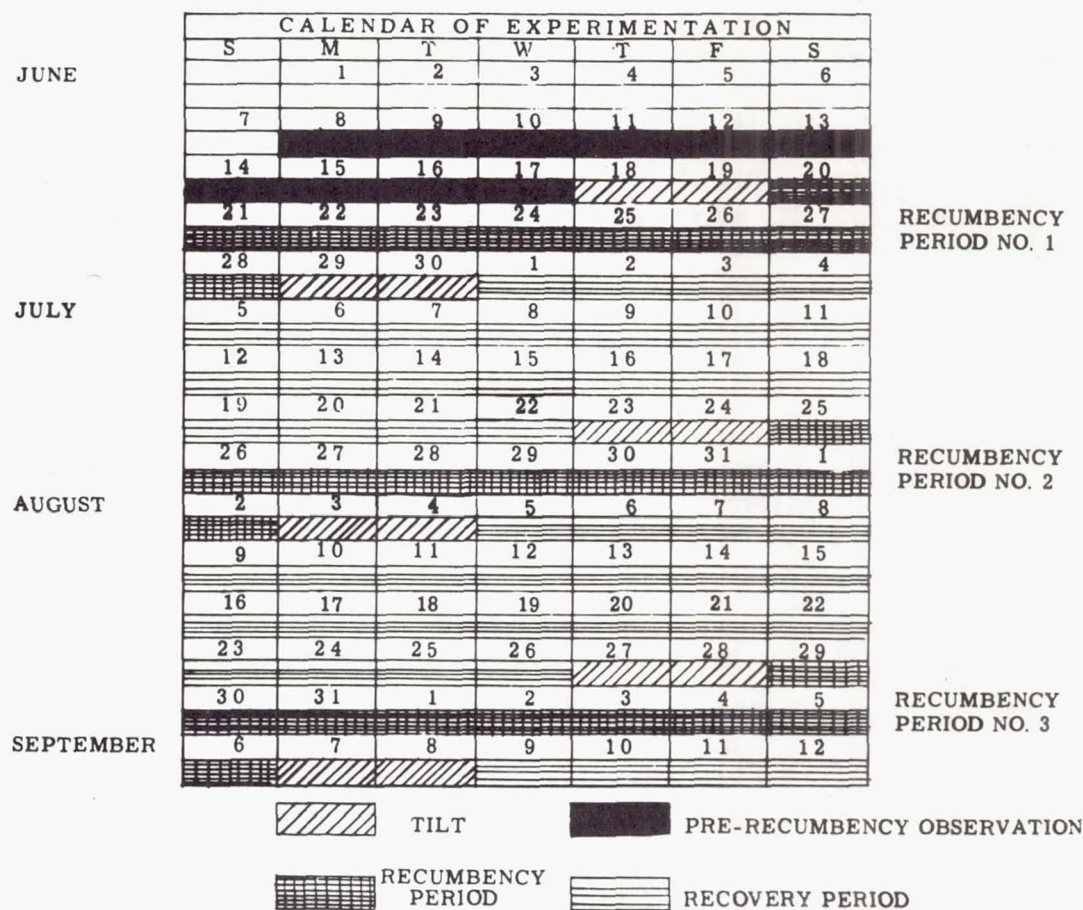 CALENDAR OF EXPERIMENTATION
S M T W T F S
JUNE
1 2 3 4 5 6
7 8 9 10 11 12 13
14 15 16 17 18 19 20
21 22 23 24 25 26 27
RECUMBENCY
PERIOD NO. 1
28 29 30 1 2 3 4
JULY
5 6 7 8 9 10 11
12 13 14 15 16 17 18
19 20 21 22 23 24 25
26 27 28 29 30 31 1
RECUMBENCY
PERIOD NO. 2
AUGUST
2 3 4 5 6 7 8
9 10 11 12 13 14 15
16 17 18 19 20 21 22
23 24 25 26 27 28 29
30 31 1 2 3 4 5
RECUMBENCY
PERIOD NO. 3
SEPTEMBER
6 7 8 9 10 11 12
TILT
PRE-RECUMBENCY OBSERVATION
RECUMBENCY
PERIOD
RECOVERY PERIOD